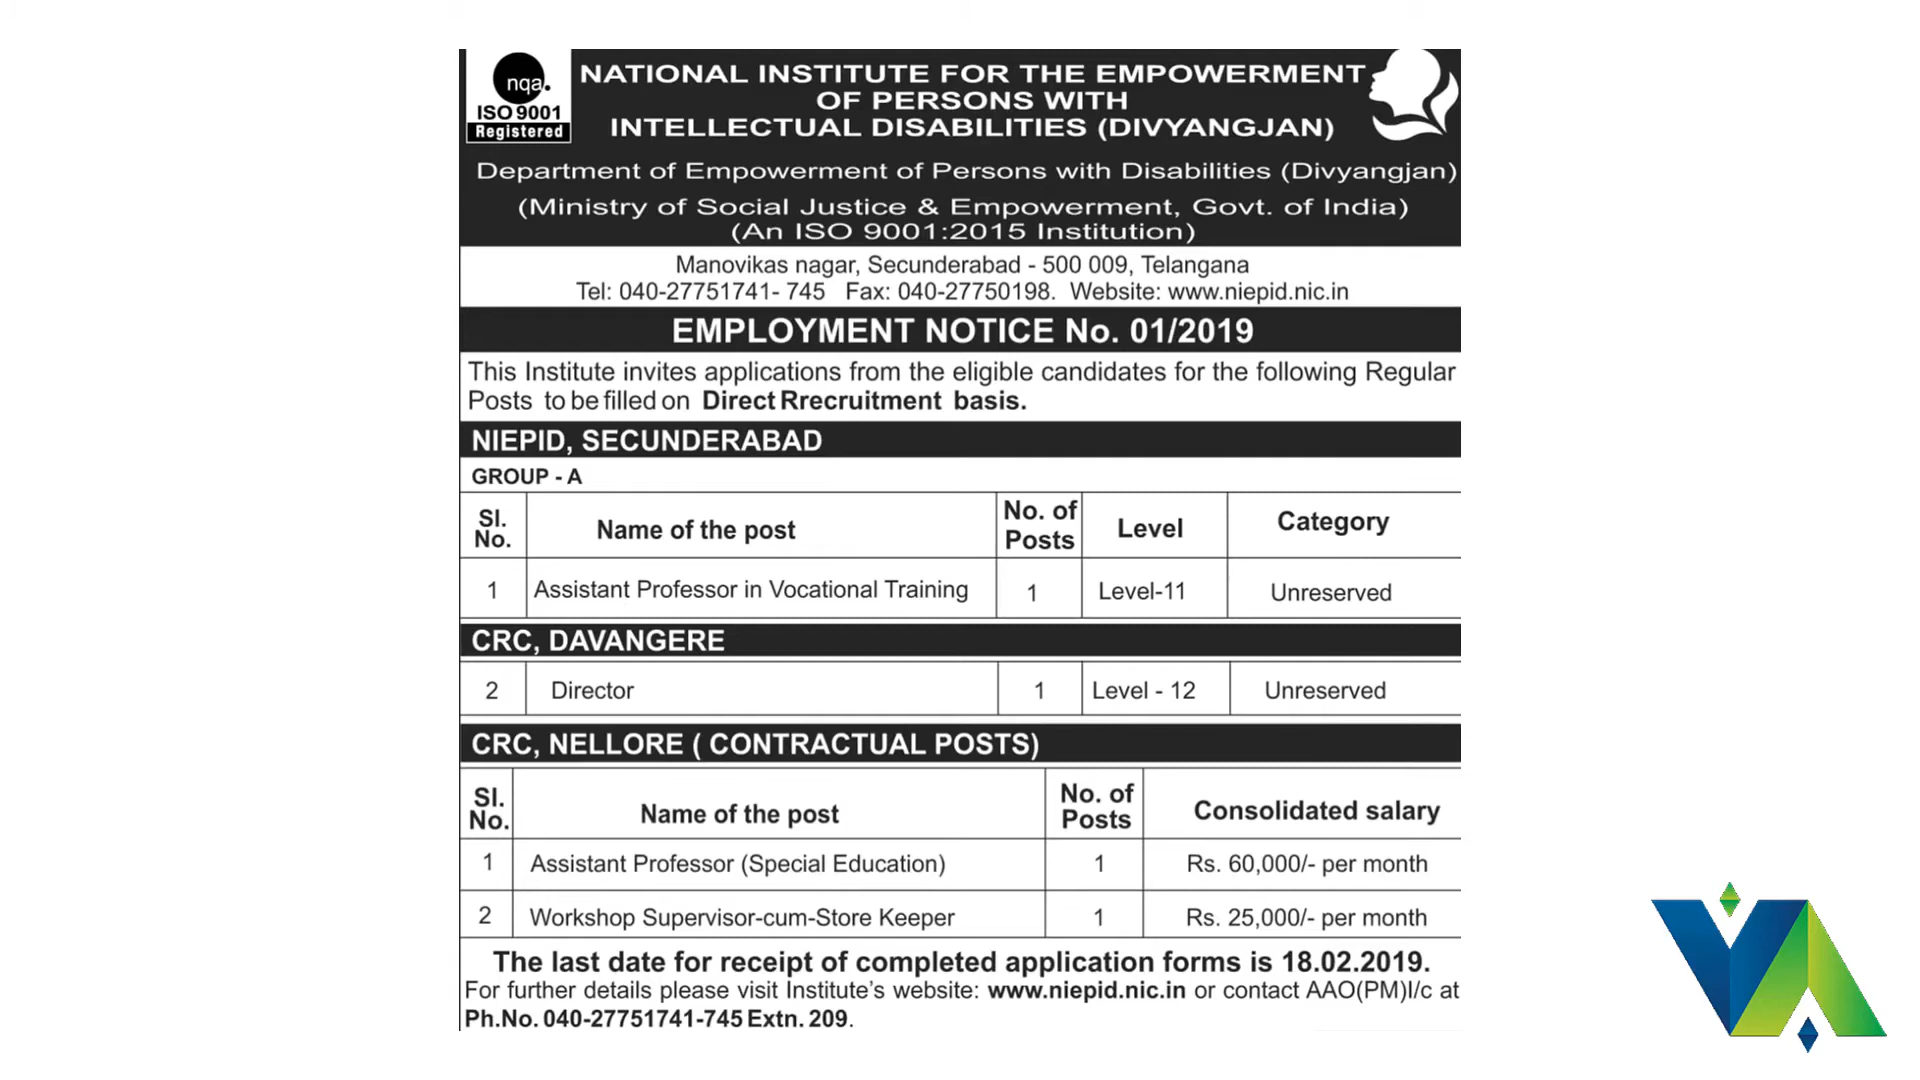 nqa.
ISO 9001
Registered
NATIONAL INSTITUTE FOR THE EMPOWERMENT
OF PERSONS WITH
INTELLECTUAL DISABILITIES (DIVYANGJAN)
Department of Empowerment of Persons with Disabilities (Divyangjan)
(Ministry of Social Justice & Empowerment, Govt. of India)
(An ISO 9001:2015 Institution)
Manovikas nagar, Secunderabad - 500 009, Telangana
Tel: 040-27751741- 745 Fax: 040-27750198. Website: www.niepid.nic.in
EMPLOYMENT NOTICE No. 01/2019
This Institute invites applications from the eligible candidates for the following Regular
Posts to be filled on Direct Rrecruitment basis.
NIEPID, SECUNDERABAD
GROUP - A
Sl. No. Name of the post No. of Posts Level Category
1 Assistant Professor in Vocational Training 1 Level-11 Unreserved
CRC, DAVANGERE
2 Director 1 Level - 12 Unreserved
CRC, NELLORE ( CONTRACTUAL POSTS)
Sl. No. Name of the post No. of Posts Consolidated salary
1 Assistant Professor (Special Education) 1 Rs. 60,000/- per month
2 Workshop Supervisor-cum-Store Keeper 1 Rs. 25,000/- per month
The last date for receipt of completed application forms is 18.02.2019.
For further details please visit Institute's website: www.niepid.nic.in or contact AAO(PM)I/c at
Ph.No. 040-27751741-745 Extn. 209.
VA